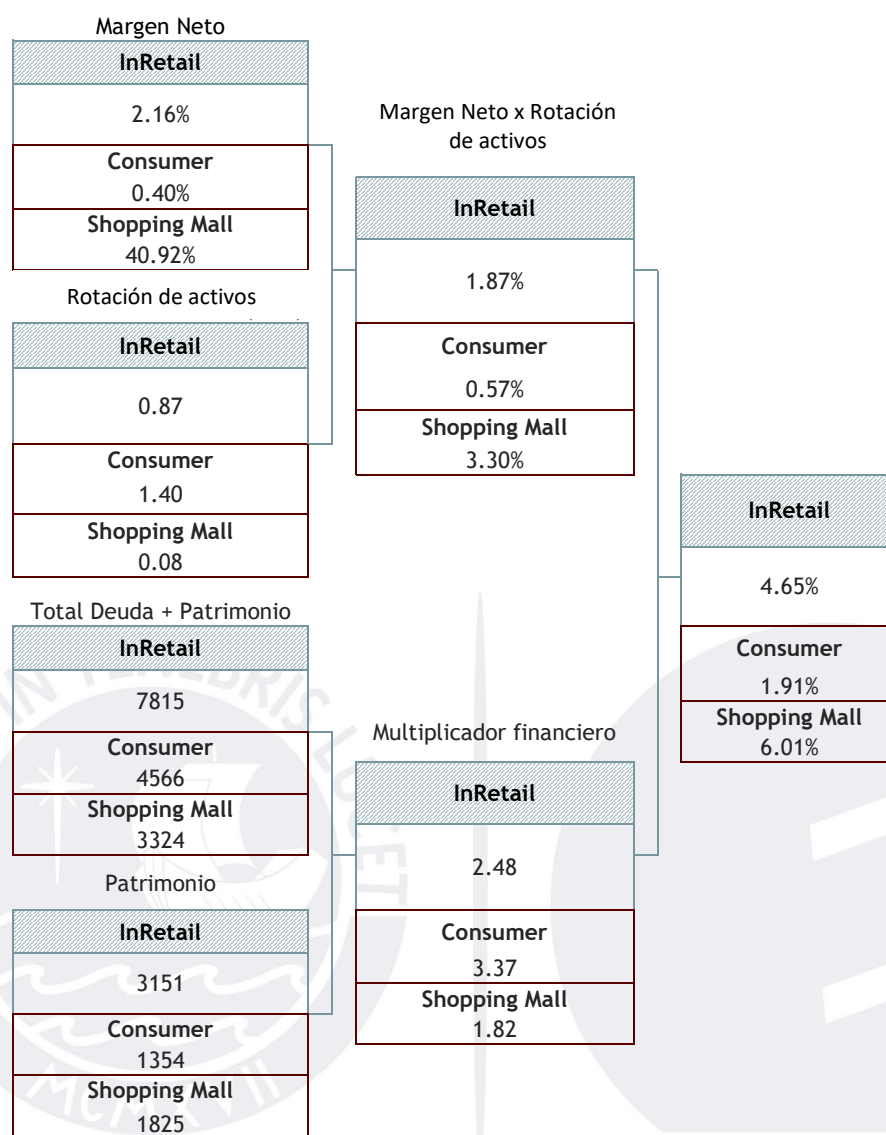 Margen Neto
InRetail
2.16%
Consumer
0.40%
Shopping Mall
40.92%
Rotación de activos
InRetail
0.87
Consumer
1.40
Shopping Mall
0.08
Total Deuda + Patrimonio
InRetail
7815
Consumer
4566
Shopping Mall
3324
Patrimonio
InRetail
3151
Consumer
1354
Shopping Mall
1825
Margen Neto x Rotación
de activos
InRetail
1.87%
Consumer
0.57%
Shopping Mall
3.30%
Multiplicador financiero
InRetail
2.48
Consumer
3.37
Shopping Mall
1.82
InRetail
4.65%
Consumer
1.91%
Shopping Mall
6.01%
IN TENEBRIS LUCET
MCMXVII